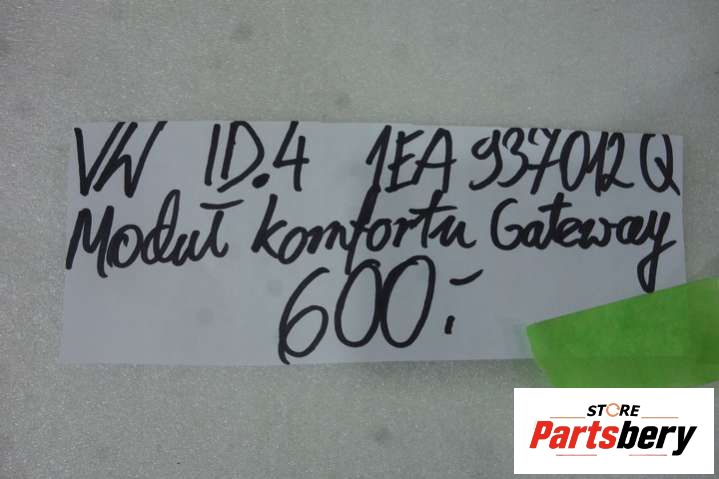 VW ID.4 1EA 937012 Q
Moduł komfortu Gateway
600.-
STORE
Partsbery